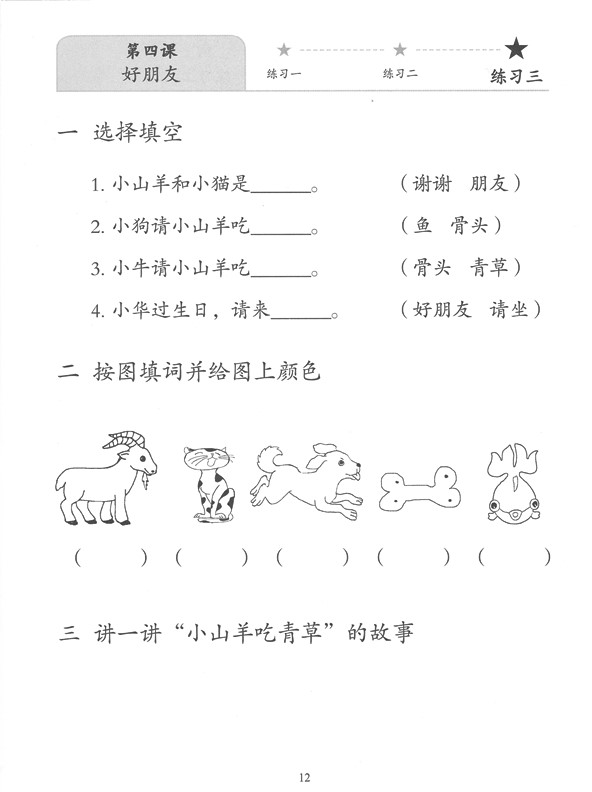 第四课
好朋友
练习一
练习二
练习三
一 选择填空
1. 小山羊和小猫是______。 （谢谢 朋友）
2. 小狗请小山羊吃______。 （鱼 骨头）
3. 小牛请小山羊吃______。 （骨头 青草）
4. 小华过生日，请来______。 （好朋友 请坐）
二 按图填词并给图上颜色
（ ）（ ）（ ）（ ）（ ）
三 讲一讲“小山羊吃青草”的故事
12